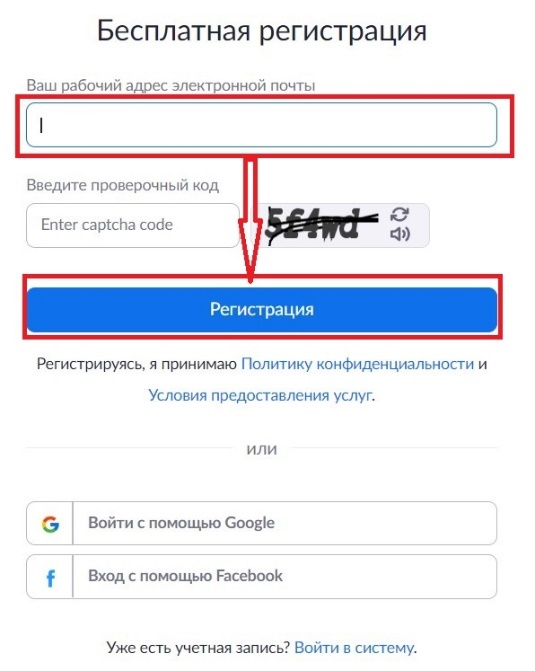 Бесплатная регистрация
Ваш рабочий адрес электронной почты
Введите проверочный код
Enter captcha code
5f4wd
Регистрация
Регистрируясь, я принимаю Политику конфиденциальности и
Условия предоставления услуг.
или
Войти с помощью Google
Вход с помощью Facebook
Уже есть учетная запись? Войти в систему.